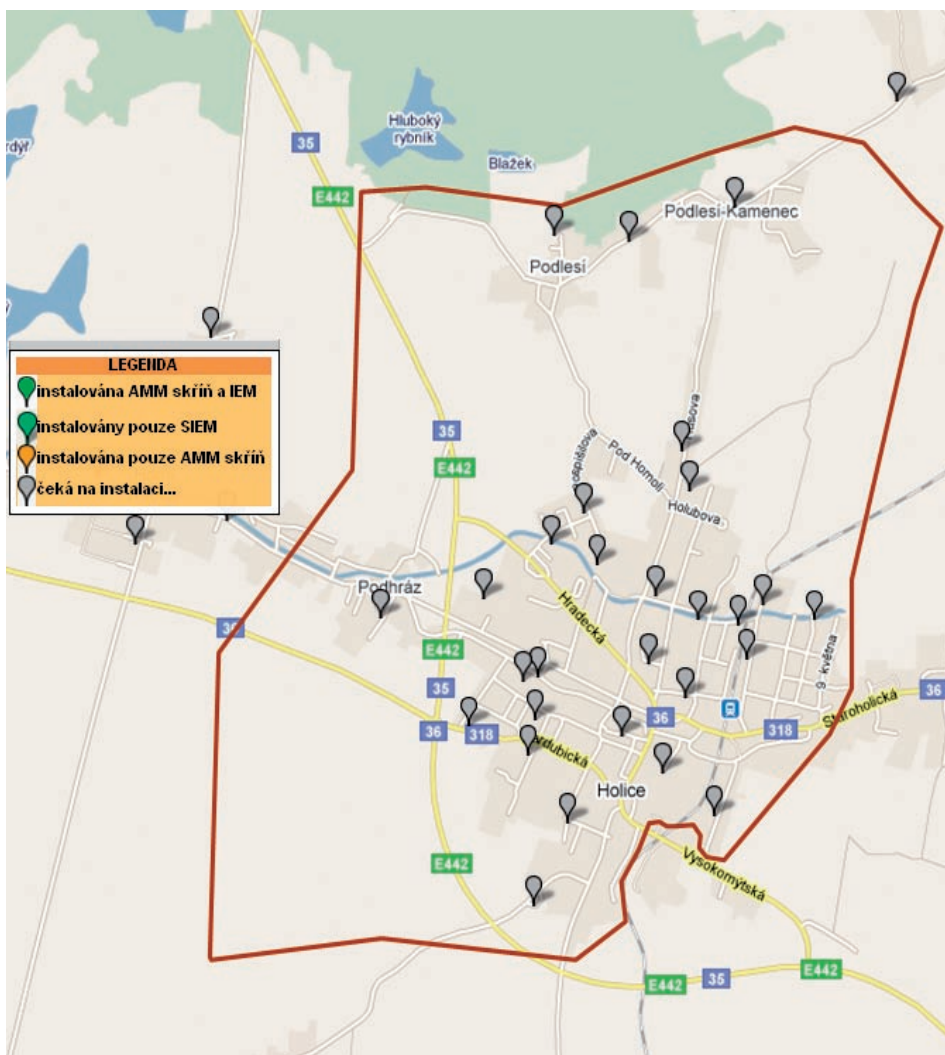 Hluboký
rybník
35
Blažek
E442
Podlesí-Kamenec
Podlesí
LEGENDA
instalována AMM skříň a IEM
instalovány pouze SIEM
instalována pouze AMM skříň
čeká na instalaci...
35
E442
Pod Homolí
Holubova
Podhráz
Hradecká
36
E442
35
9. května
36
Staroholická
36
318
36
318
Holice
E442
Vysokomýtská
E442
35
E442